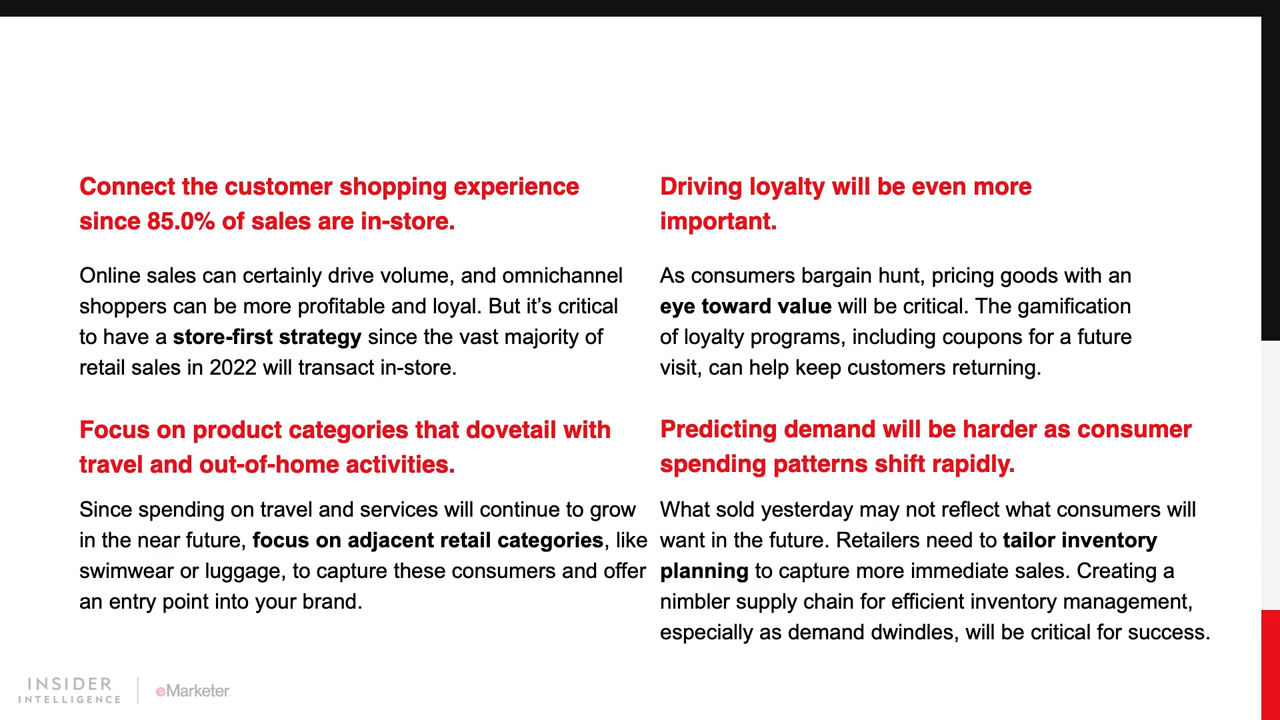 Connect the customer shopping experience
since 85.0% of sales are in-store.
Online sales can certainly drive volume, and omnichannel
shoppers can be more profitable and loyal. But it’s critical
to have a store-first strategy since the vast majority of
retail sales in 2022 will transact in-store.
Focus on product categories that dovetail with
travel and out-of-home activities.
Since spending on travel and services will continue to grow
in the near future, focus on adjacent retail categories, like
swimwear or luggage, to capture these consumers and offer
an entry point into your brand.
Driving loyalty will be even more
important.
As consumers bargain hunt, pricing goods with an
eye toward value will be critical. The gamification
of loyalty programs, including coupons for a future
visit, can help keep customers returning.
Predicting demand will be harder as consumer
spending patterns shift rapidly.
What sold yesterday may not reflect what consumers will
want in the future. Retailers need to tailor inventory
planning to capture more immediate sales. Creating a
nimbler supply chain for efficient inventory management,
especially as demand dwindles, will be critical for success.
INSIDER
INTELLIGENCE
eMarketer